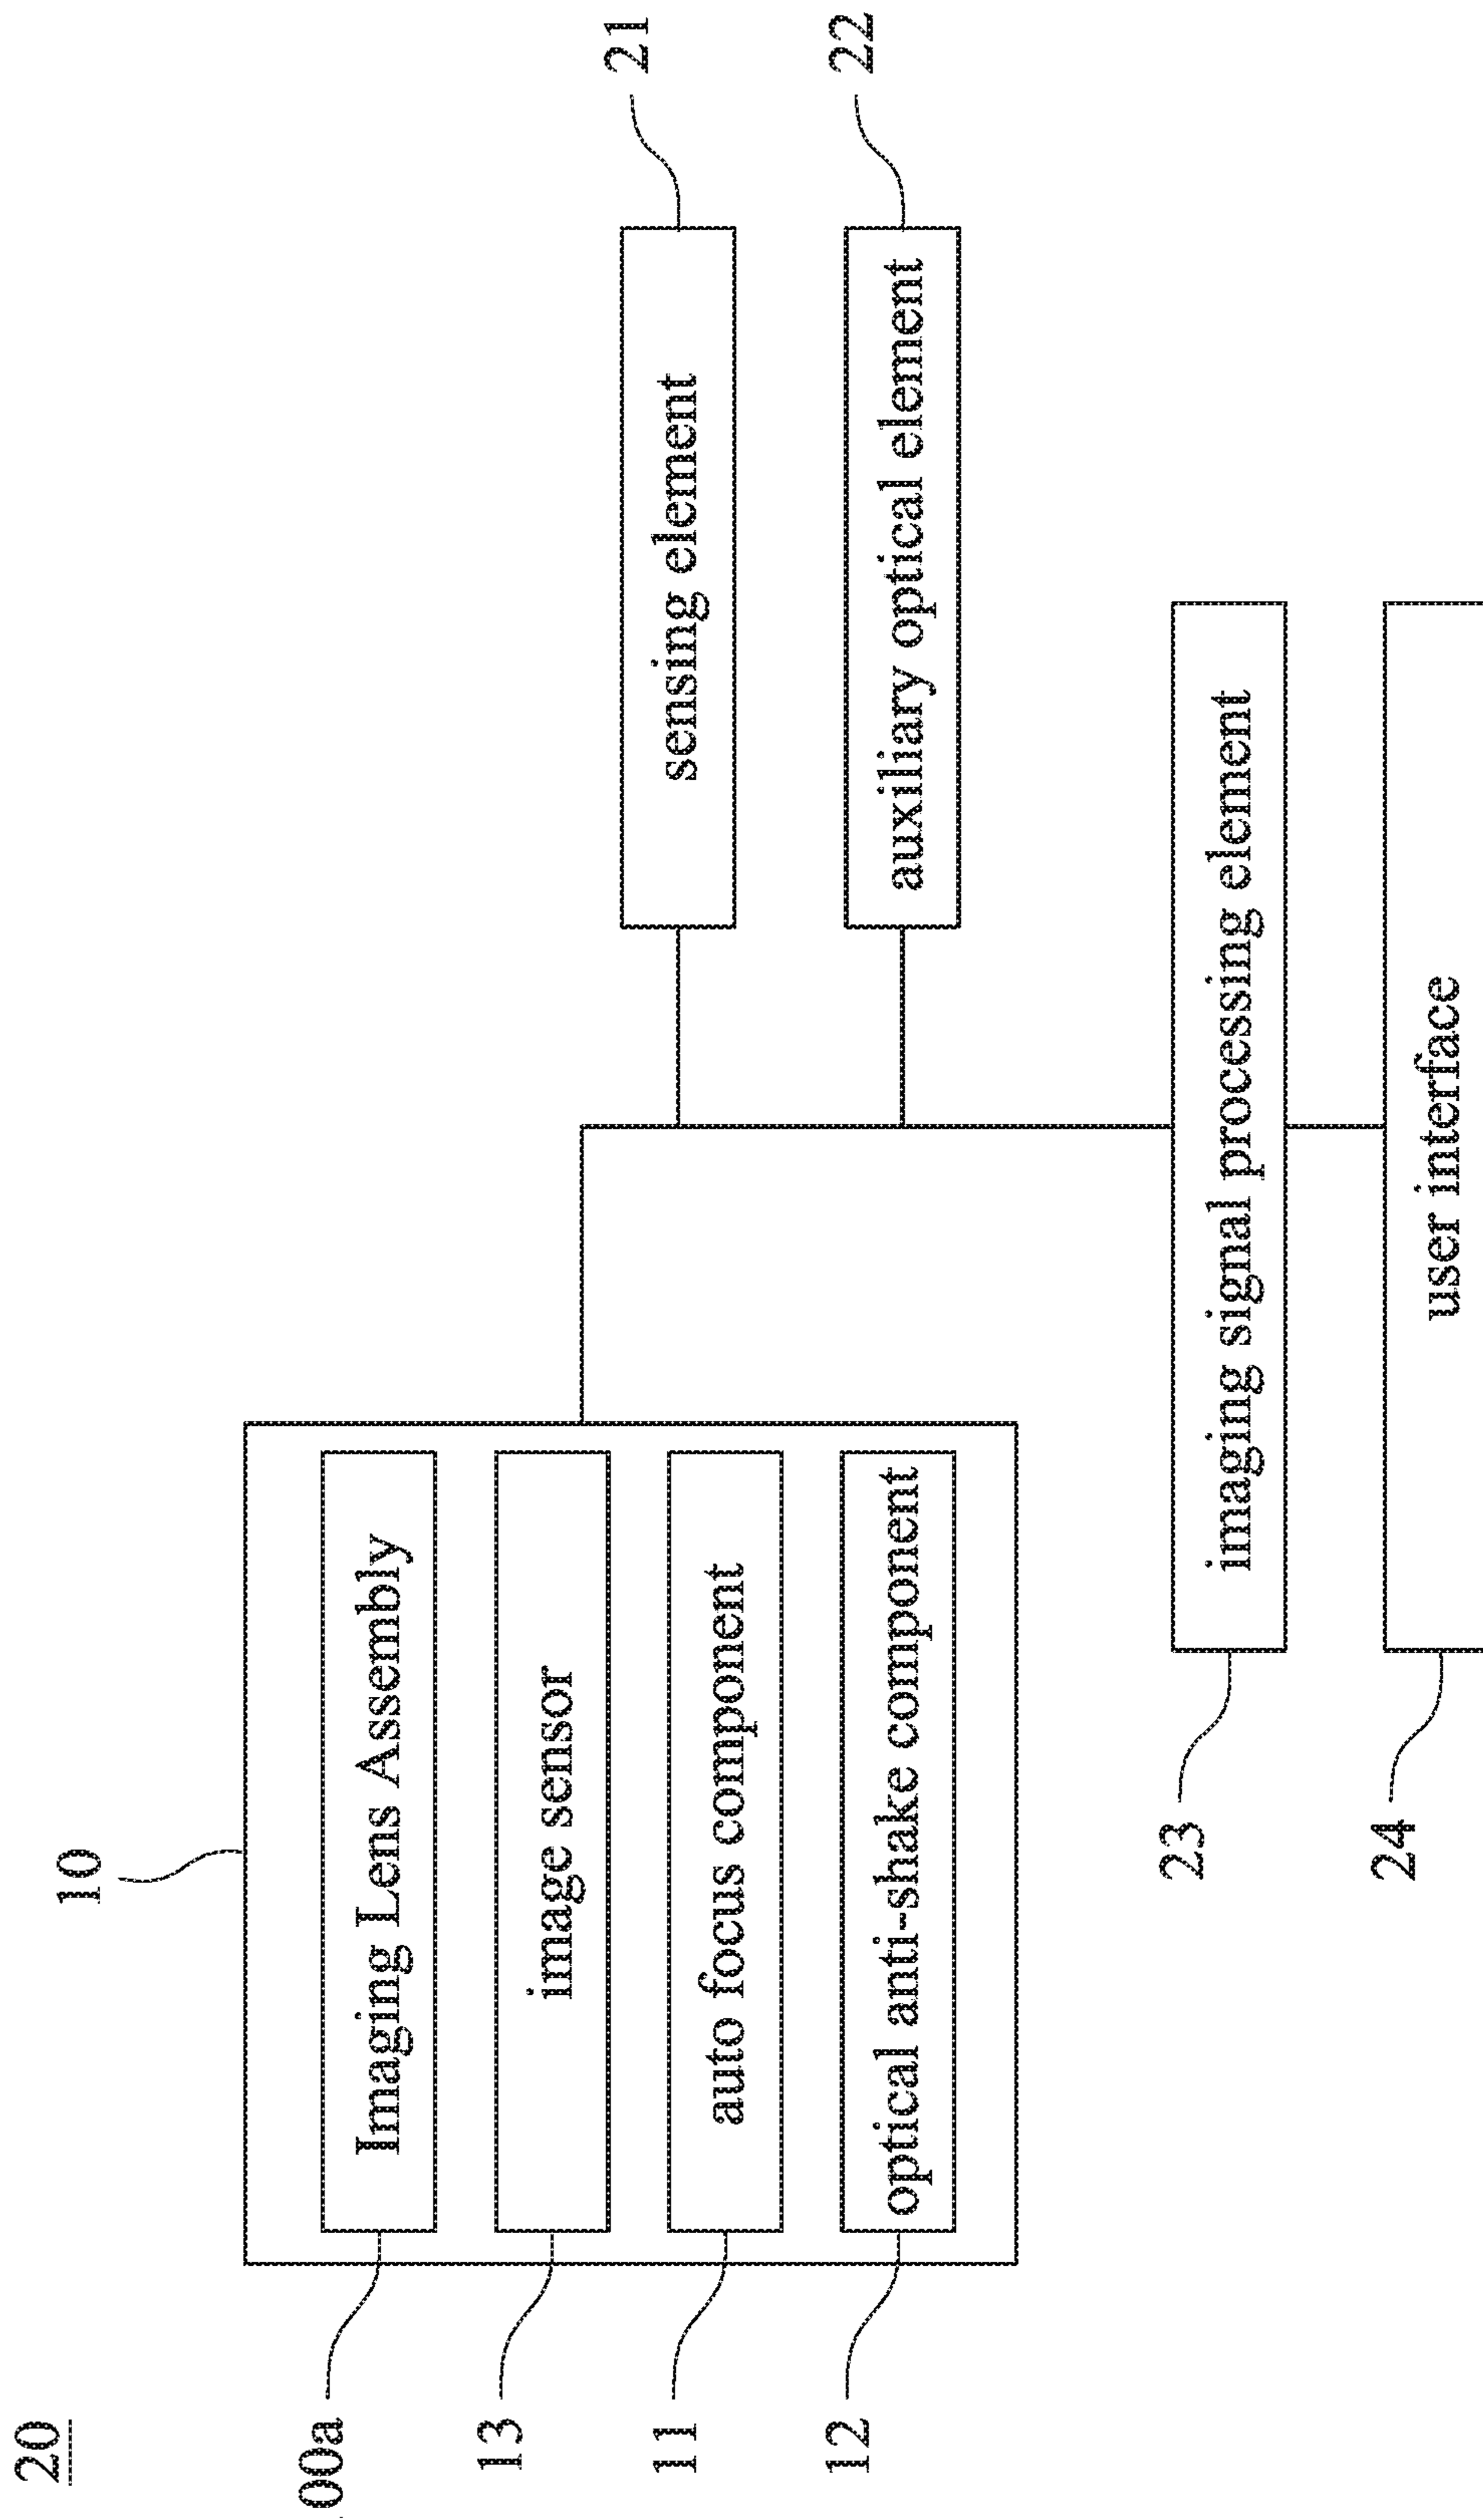 20
10
00a
Imaging Lens Assembly
13
image sensor
11
auto focus component
12
optical anti-shake component
sensing element
21
auxiliary optical element
22
23
imaging signal processing element
24
user interface